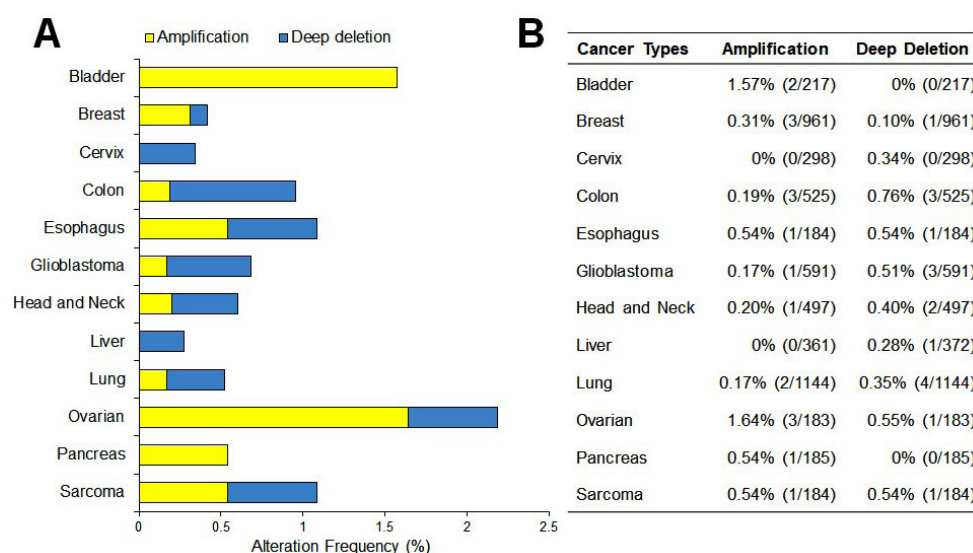 A
Amplification Deep deletion
Bladder
Breast
Cervix
Colon
Esophagus
Glioblastoma
Head and Neck
Liver
Lung
Ovarian
Pancreas
Sarcoma
0 0.5 1 1.5 2 2.5
Alteration Frequency (%)
B
Cancer Types Amplification Deep Deletion
Bladder 1.57% (2/217) 0% (0/217)
Breast 0.31% (3/961) 0.10% (1/961)
Cervix 0% (0/298) 0.34% (0/298)
Colon 0.19% (3/525) 0.76% (3/525)
Esophagus 0.54% (1/184) 0.54% (1/184)
Glioblastoma 0.17% (1/591) 0.51% (3/591)
Head and Neck 0.20% (1/497) 0.40% (2/497)
Liver 0% (0/361) 0.28% (1/372)
Lung 0.17% (2/1144) 0.35% (4/1144)
Ovarian 1.64% (3/183) 0.55% (1/183)
Pancreas 0.54% (1/185) 0% (0/185)
Sarcoma 0.54% (1/184) 0.54% (1/184)